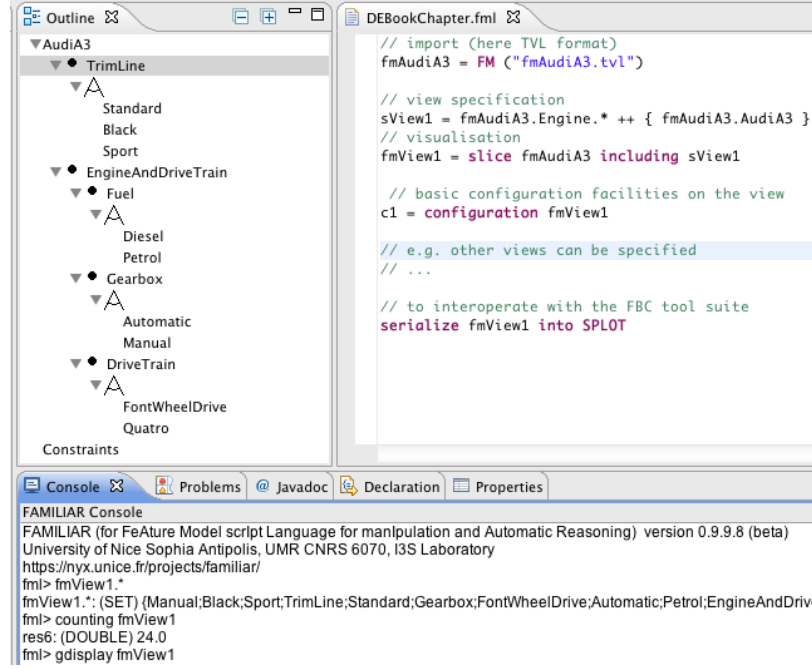 Outline
AudiA3
TrimLine
Standard
Black
Sport
EngineAndDriveTrain
Fuel
Diesel
Petrol
Gearbox
Automatic
Manual
DriveTrain
FontWheelDrive
Quatro
Constraints
DEBookChapter.fml
// import (here TVL format)
fmAudiA3 = FM ("fmAudiA3.tvl")
// view specification
sView1 = fmAudiA3.Engine.* ++ { fmAudiA3.AudiA3 }
// visualisation
fmView1 = slice fmAudiA3 including sView1
// basic configuration facilities on the view
c1 = configuration fmView1
// e.g. other views can be specified
// ...
// to interoperate with the FBC tool suite
serialize fmView1 into SPLOT
Console Problems @ Javadoc Declaration Properties
FAMILIAR Console
FAMILIAR (for FeAture Model scrIpt Language for manIpulation and Automatic Reasoning) version 0.9.9.8 (beta)
University of Nice Sophia Antipolis, UMR CNRS 6070, I3S Laboratory
https://nyx.unice.fr/projects/familiar/
fml> fmView1.*
fmView1.*: (SET) {Manual;Black;Sport;TrimLine;Standard;Gearbox;FontWheelDrive;Automatic;Petrol;EngineAndDriv
fml> counting fmView1
res6: (DOUBLE) 24.0
fml> gdisplay fmView1